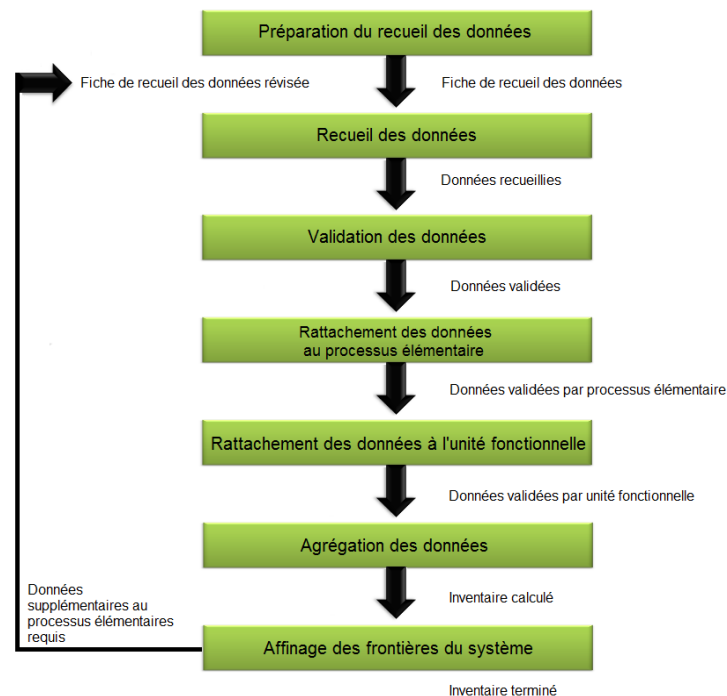 Préparation du recueil des données
Fiche de recueil des données révisée
Fiche de recueil des données
Recueil des données
Données recueillies
Validation des données
Données validées
Rattachement des données
au processus élémentaire
Données validées par processus élémentaire
Rattachement des données à l'unité fonctionnelle
Données validées par unité fonctionnelle
Agrégation des données
Inventaire calculé
Données
supplémentaires au
processus élémentaires
requis
Affinage des frontières du système
Inventaire terminé